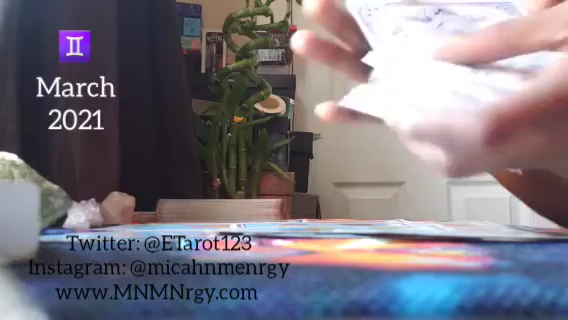 ♊
March
2021
Twitter: @ETarot123
Instagram: @micahnmenrgy
www.MNMNrgy.com